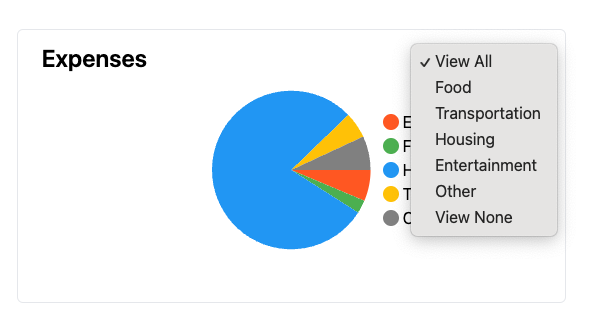 Expenses
✓ View All
Food
Transportation
Housing
Entertainment
Other
View None
E
F
H
T